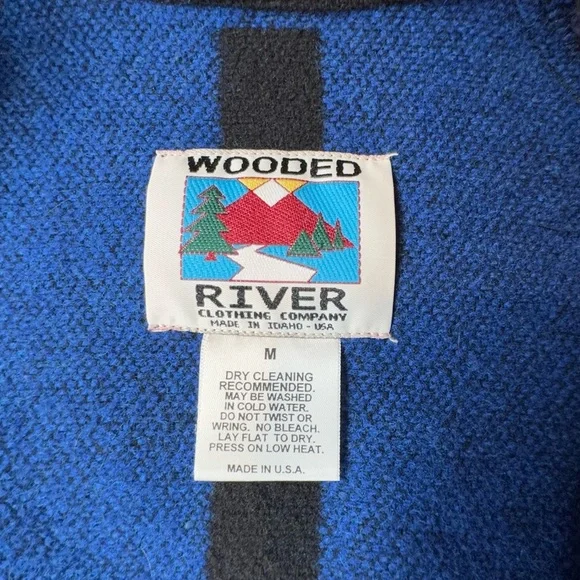 WOODED
RIVER
CLOTHING COMPANY
MADE IN IDAHO - USA
M
DRY CLEANING
RECOMMENDED.
MAY BE WASHED
IN COLD WATER.
DO NOT TWIST OR
WRING. NO BLEACH.
LAY FLAT TO DRY.
PRESS ON LOW HEAT.
MADE IN U.S.A.